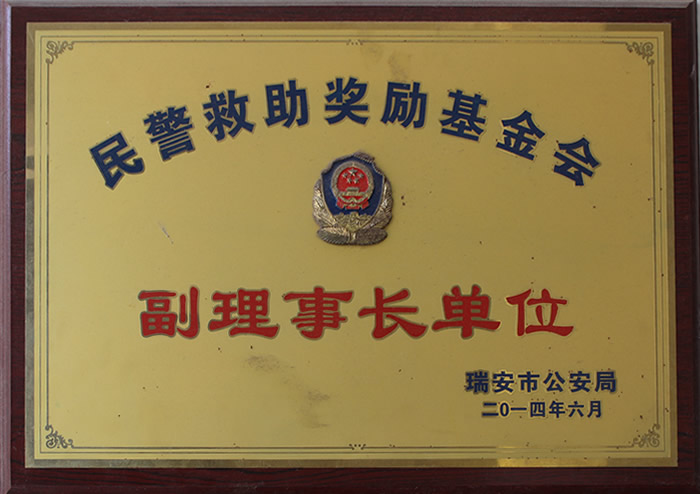 民警救助奖励基金会
副理事长单位
瑞安市公安局
二0一四年六月